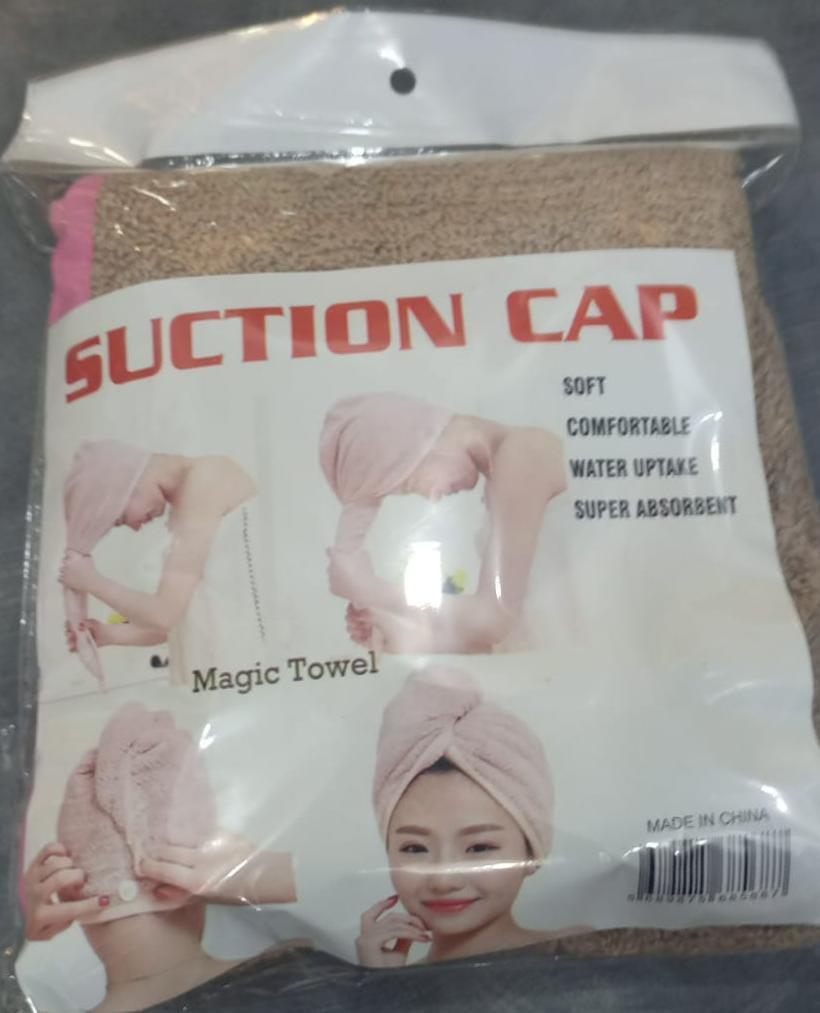 SUCTION CAP
SOFT
COMFORTABLE
WATER UPTAKE
SUPER ABSORBENT
Magic Towel
MADE IN CHINA